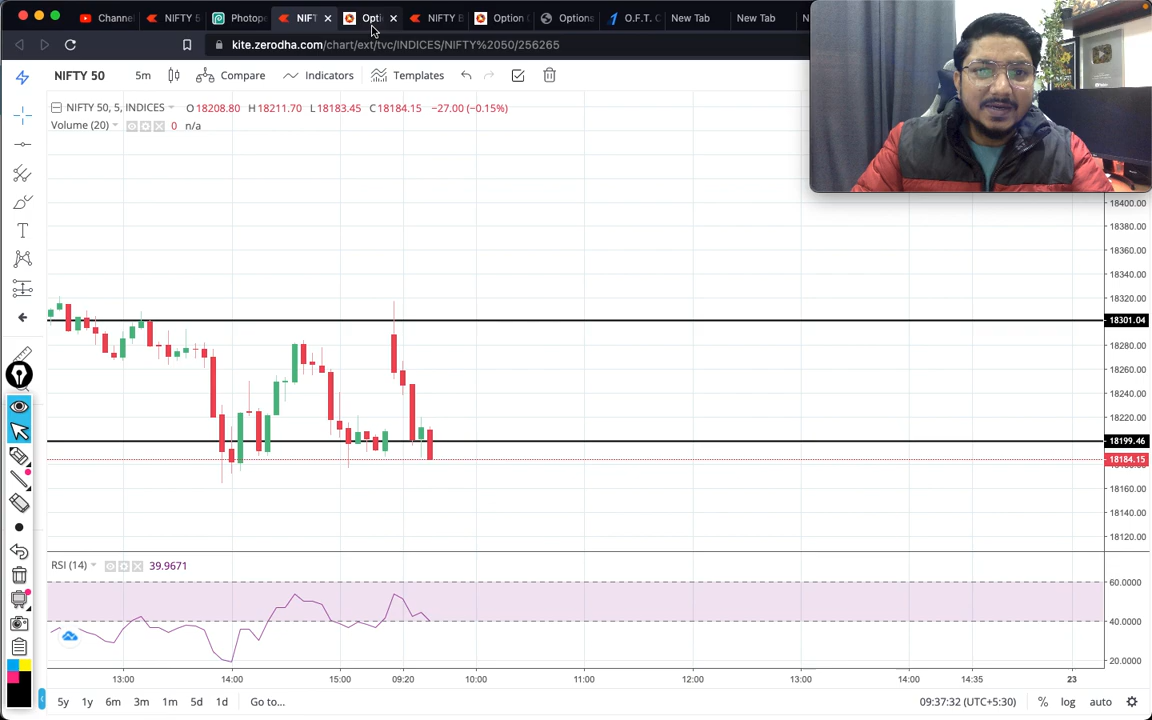 Channe
NIFTY 5
Photope
NIFT
Opti
NIFTY B
Option C
Options
O.F.T. C
New Tab
New Tab
N
kite.zerodha.com/chart/ext/tvc/INDICES/NIFTY%2050/256265
NIFTY 50
5m
Compare
Indicators
Templates
NIFTY 50, 5, INDICES O18208.80 H18211.70 L18183.45 C18184.15 −27.00 (−0.15%)
Volume (20) 0 n/a
18400.00
18380.00
18360.00
18340.00
18320.00
18301.04
18280.00
18260.00
18240.00
18220.00
18199.46
18184.15
18160.00
18140.00
18120.00
RSI (14) 39.9671
60.0000
40.0000
20.0000
13:00 14:00 15:00 09:20 10:00 11:00 12:00 13:00 14:00 14:35 23
5y 1y 6m 3m 1m 5d 1d Go to... 09:37:32 (UTC+5:30) % log auto